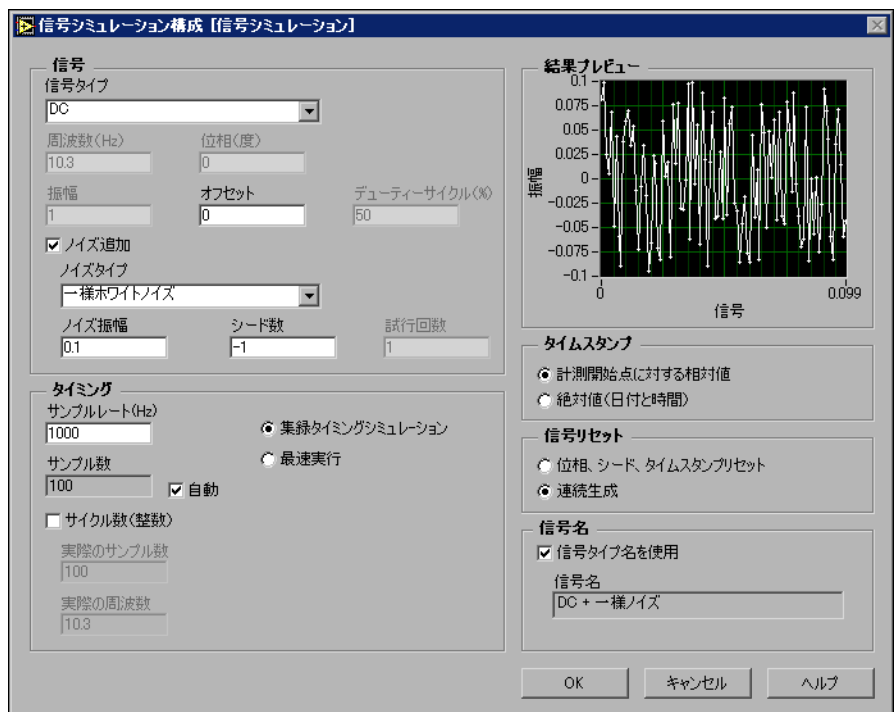 信号シミュレーション構成 [信号シミュレーション]
信号
信号タイプ
DC
周波数(Hz)
位相(度)
10.3
0
振幅
オフセット
デューティーサイクル(%)
1
0
50
ノイズ追加
ノイズタイプ
一様ホワイトノイズ
ノイズ振幅
シード数
試行回数
0.1
-1
1
タイミング
サンプルレート(Hz)
1000
集録タイミングシミュレーション
最速実行
サンプル数
100
自動
サイクル数(整数)
実際のサンプル数
100
実際の周波数
10.3
結果プレビュー
振幅
0.1
0.075
0.05
0.025
0
-0.025
-0.05
-0.075
-0.1
0
0.099
信号
タイムスタンプ
計測開始点に対する相対値
絶対値(日付と時間)
信号リセット
位相、シード、タイムスタンプリセット
連続生成
信号名
信号タイプ名を使用
信号名
DC + 一様ノイズ
OK
キャンセル
ヘルプ